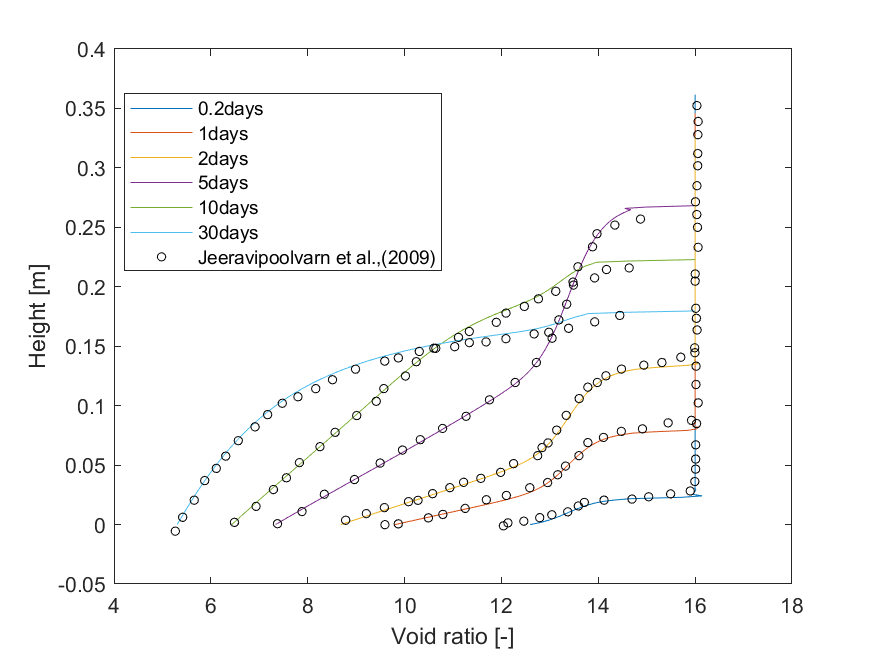 0.4
0.35
0.3
0.25
0.2
0.15
0.1
0.05
0
-0.05
Height [m]
0.2days
1days
2days
5days
10days
30days
Jeeravipoolvarn et al.,(2009)
4 6 8 10 12 14 16 18
Void ratio [-]